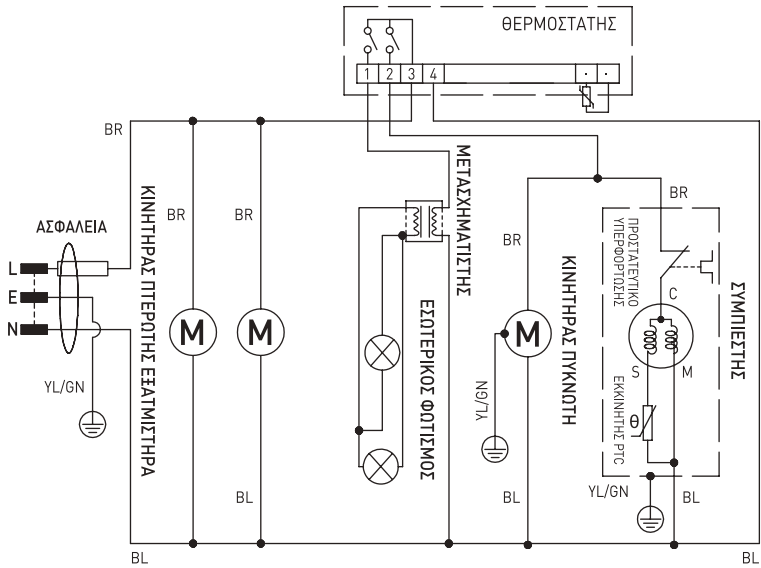 ΘΕΡΜΟΣΤΑΤΗΣ
1 2 3 4
BR
ΑΣΦΑΛΕΙΑ
L
E
N
YL/GN
ΚΙΝΗΤΗΡΑΣ ΠΤΕΡΩΤΗΣ ΕΞΑΤΜΙΣΤΗΡΑ
BR
BR
M
M
BL
BL
ΜΕΤΑΣΧΗΜΑΤΙΣΤΗΣ
ΕΣΩΤΕΡΙΚΟΣ ΦΩΤΙΣΜΟΣ
BR
M
YL/GN
BL
ΚΙΝΗΤΗΡΑΣ ΠΥΚΝΩΤΗ
BR
ΠΡΟΣΤΑΤΕΥΤΙΚΟ
ΥΠΕΡΦΟΡΤΩΣΗΣ
C
S
M
θ
ΕΚΚΙΝΗΤΗΣ PTC
ΣΥΜΠΙΕΣΤΗΣ
YL/GN
BL
BL